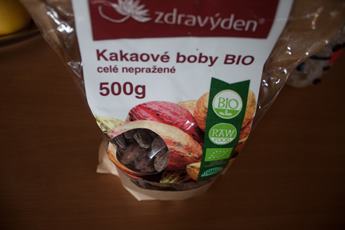 zdravýden®
Kakaové boby BIO
celé nepražené
500g
BIO
RAW